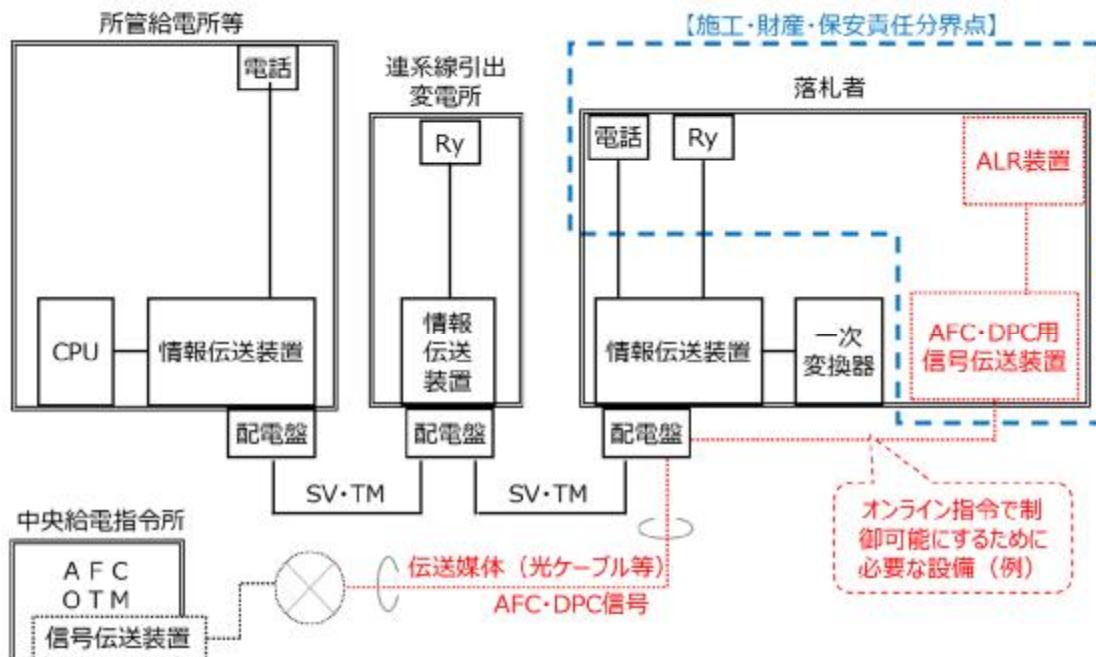 所管給電所等
電話
CPU
情報伝送装置
配電盤
連系線引出
変電所
Ry
情報
伝送
装置
配電盤
【施工・財産・保安責任分界点】
落札者
電話
Ry
ALR装置
情報伝送装置
一次
変換器
AFC・DPC用
信号伝送装置
配電盤
SV・TM
SV・TM
オンライン指令で制
御可能にするために
必要な設備（例）
中央給電指令所
AFC
OTM
信号伝送装置
伝送媒体（光ケーブル等）
AFC・DPC信号